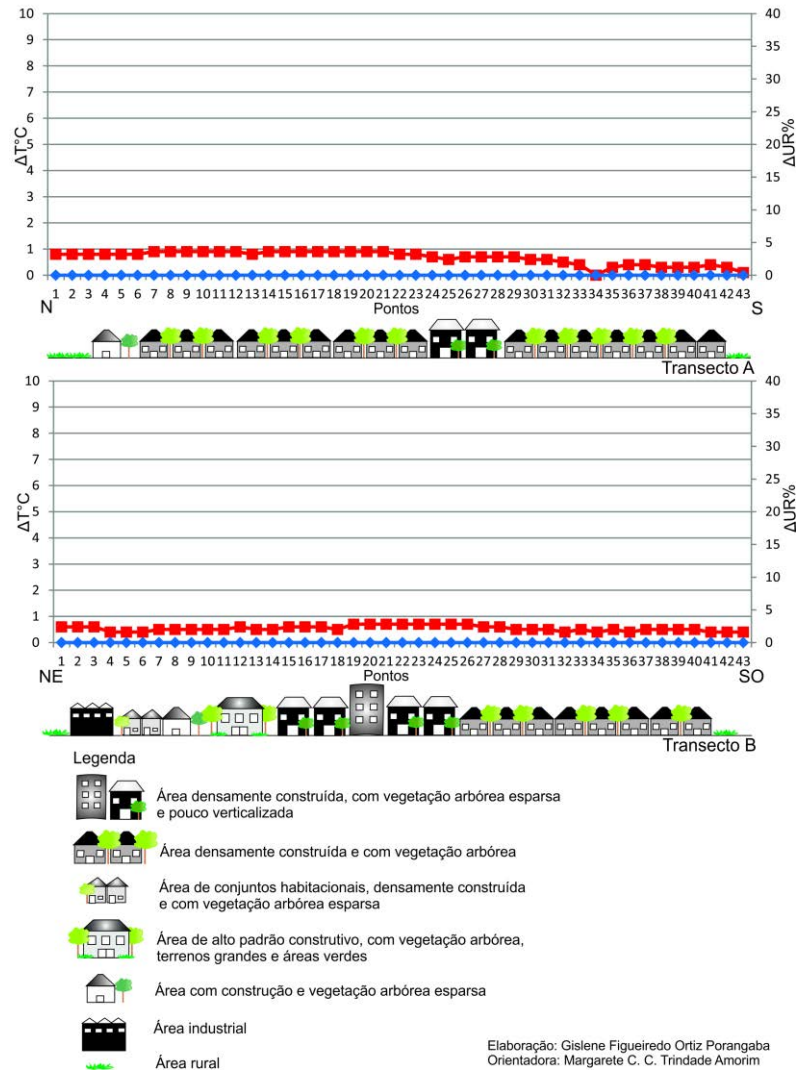 10 40
9 35
8 30
7 25
6
5 20
4 15
3 10
2
1 5
0 0
ΔT°C
ΔUR%
1 2 3 4 5 6 7 8 9 10 11 12 13 14 15 16 17 18 19 20 21 22 23 24 25 26 27 28 29 30 31 32 33 34 35 36 37 38 39 40 41 42 43
N Pontos S
Transecto A
10 40
9 35
8 30
7 25
6
5 20
4 15
3 10
2
1 5
0 0
ΔT°C
ΔUR%
1 2 3 4 5 6 7 8 9 10 11 12 13 14 15 16 17 18 19 20 21 22 23 24 25 26 27 28 29 30 31 32 33 34 35 36 37 38 39 40 41 42 43
NE Pontos SO
Transecto B
Legenda
Área densamente construída, com vegetação arbórea esparsa
e pouco verticalizada
Área densamente construída e com vegetação arbórea
Área de conjuntos habitacionais, densamente construída
e com vegetação arbórea esparsa
Área de alto padrão construtivo, com vegetação arbórea,
terrenos grandes e áreas verdes
Área com construção e vegetação arbórea esparsa
Área industrial
Área rural
Elaboração: Gislene Figueiredo Ortiz Porangaba
Orientadora: Margarete C. C. Trindade Amorim